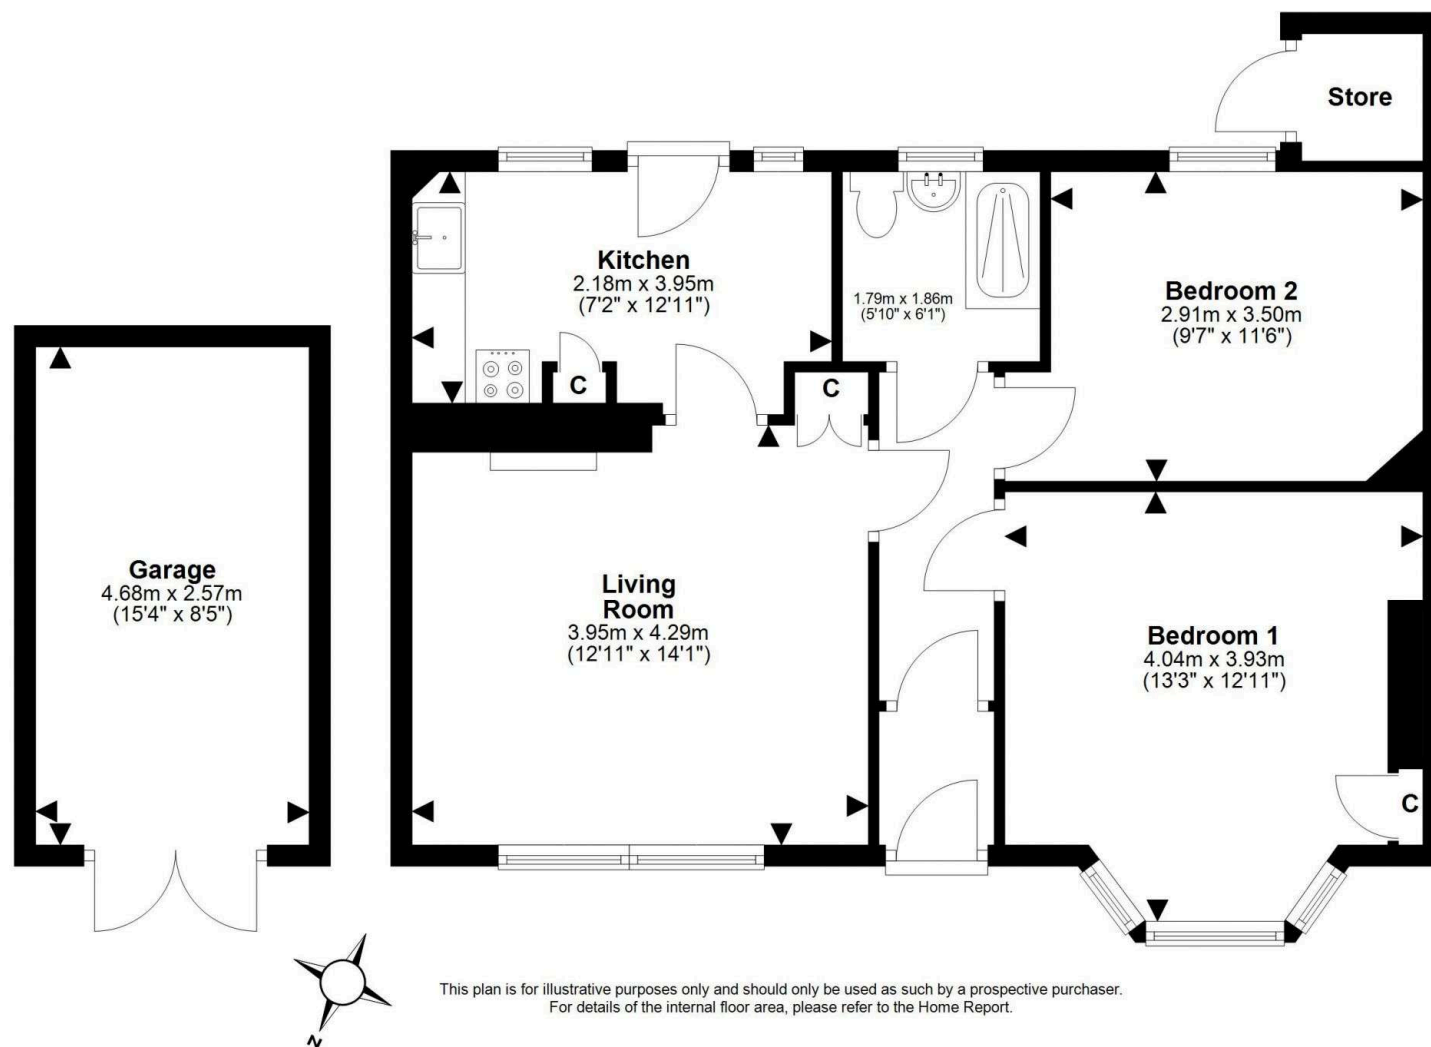 Store
Kitchen
2.18m x 3.95m
(7'2" x 12'11")
C
1.79m x 1.86m
(5'10" x 6'1")
C
Bedroom 2
2.91m x 3.50m
(9'7" x 11'6")
Garage
4.68m x 2.57m
(15'4" x 8'5")
Living
Room
3.95m x 4.29m
(12'11" x 14'1")
Bedroom 1
4.04m x 3.93m
(13'3" x 12'11")
C
N
This plan is for illustrative purposes only and should only be used as such by a prospective purchaser.
For details of the internal floor area, please refer to the Home Report.